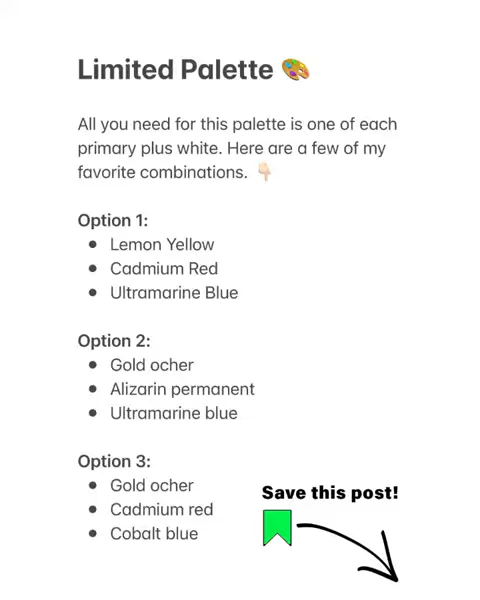 Limited Palette 🎨
All you need for this palette is one of each
primary plus white. Here are a few of my
favorite combinations. 👇🏻
Option 1:
• Lemon Yellow
• Cadmium Red
• Ultramarine Blue
Option 2:
• Gold ocher
• Alizarin permanent
• Ultramarine blue
Option 3:
• Gold ocher
• Cadmium red
• Cobalt blue
Save this post!